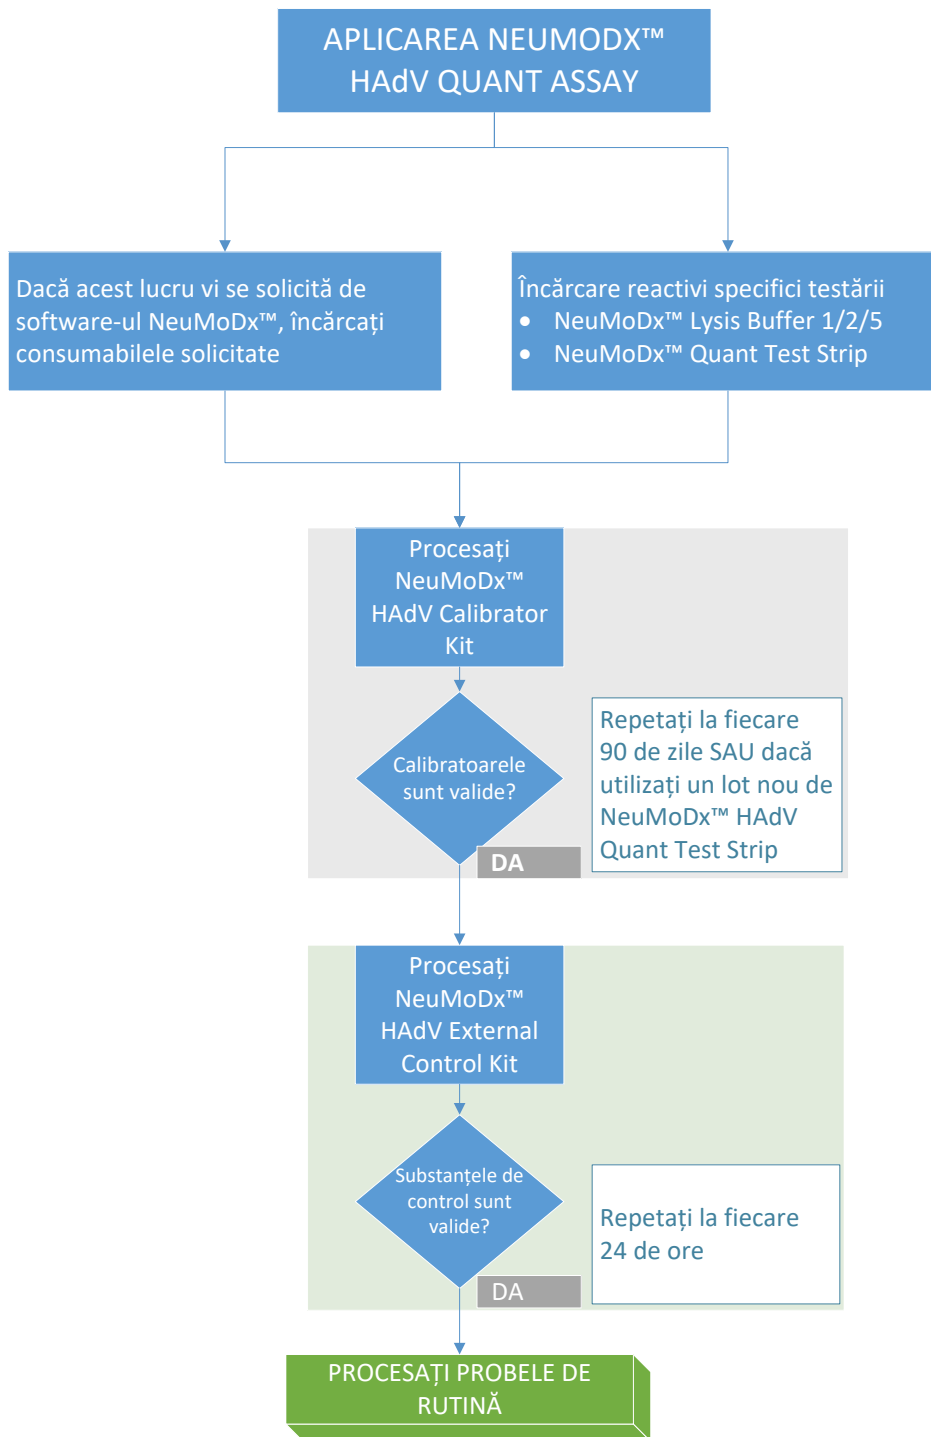 APLICAREA NEUMODX™
HAdV QUANT ASSAY
Dacă acest lucru vi se solicită de
software-ul NeuMoDx™, încărcați
consumabilele solicitate
Încărcare reactivi specifici testării
• NeuMoDx™ Lysis Buffer 1/2/5
• NeuMoDx™ Quant Test Strip
Procesați
NeuMoDx™
HAdV Calibrator
Kit
Calibratoarele
sunt valide?
Repetați la fiecare
90 de zile SAU dacă
utilizați un lot nou de
NeuMoDx™ HAdV
Quant Test Strip
DA
Procesați
NeuMoDx™
HAdV External
Control Kit
Substanțele de
control sunt
valide?
Repetați la fiecare
24 de ore
DA
PROCESAȚI PROBELE DE
RUTINĂ